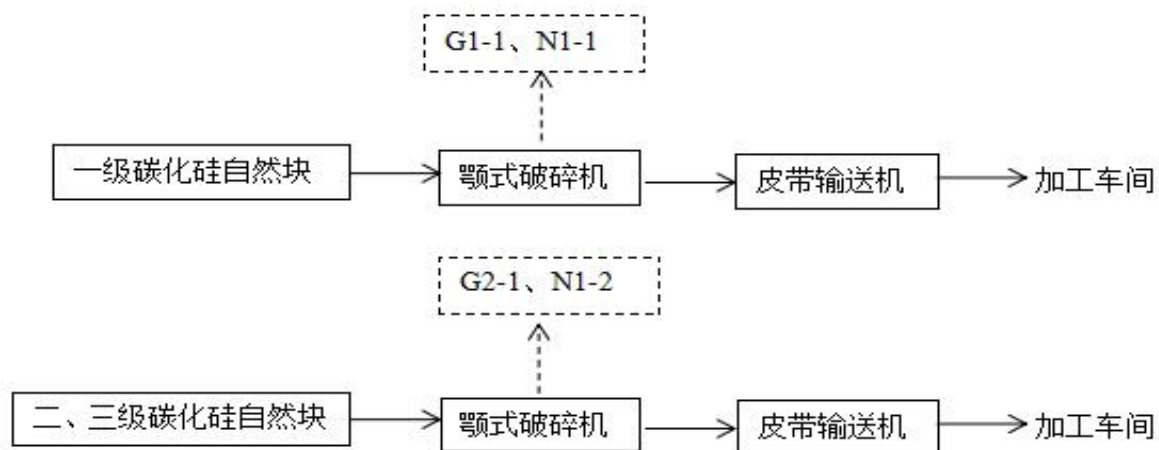 G1-1、N1-1
一级碳化硅自然块
颚式破碎机
皮带输送机
加工车间
G2-1、N1-2
二、三级碳化硅自然块
颚式破碎机
皮带输送机
加工车间